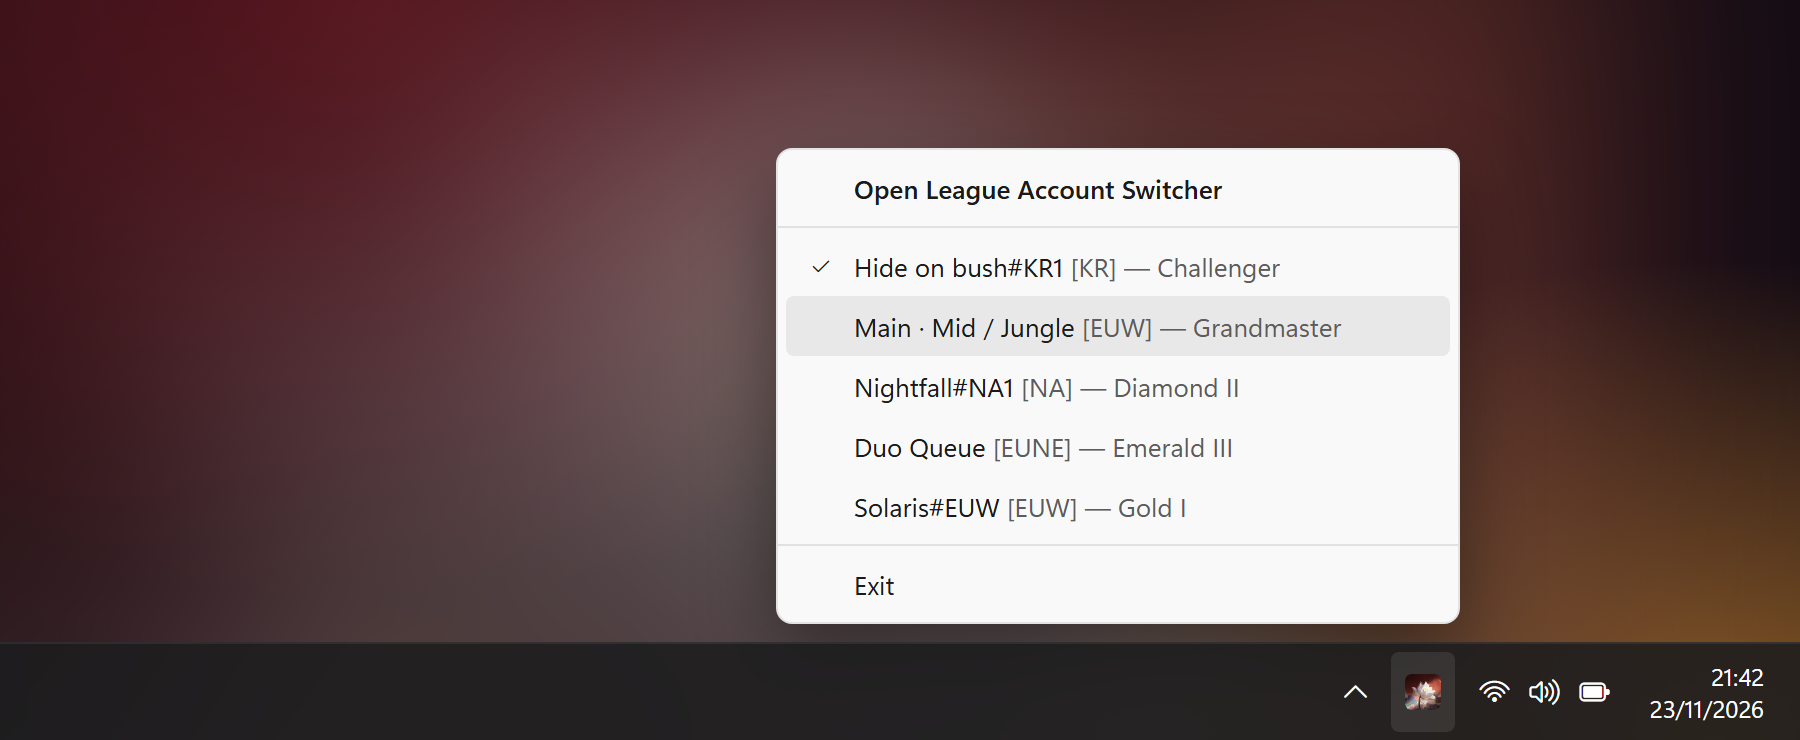 Open League Account Switcher
Hide on bush#KR1 [KR] — Challenger
Main · Mid / Jungle [EUW] — Grandmaster
Nightfall#NA1 [NA] — Diamond II
Duo Queue [EUNE] — Emerald III
Solaris#EUW [EUW] — Gold I
Exit
21:42
23/11/2026